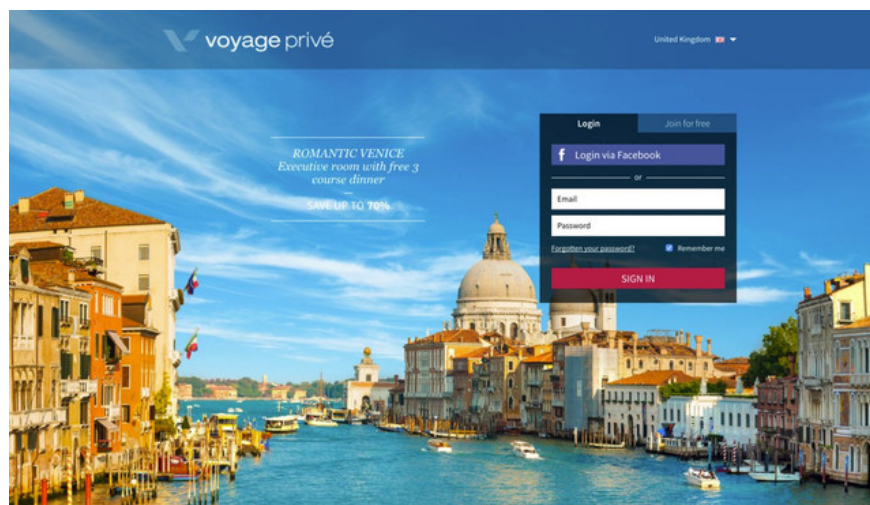 voyage privé
United Kingdom
ROMANTIC VENICE
Executive room with free 3
course dinner
SAVE UP TO 70%
Login
Join for free
f Login via Facebook
or
Email
Password
Forgotten your password?
Remember me
SIGN IN